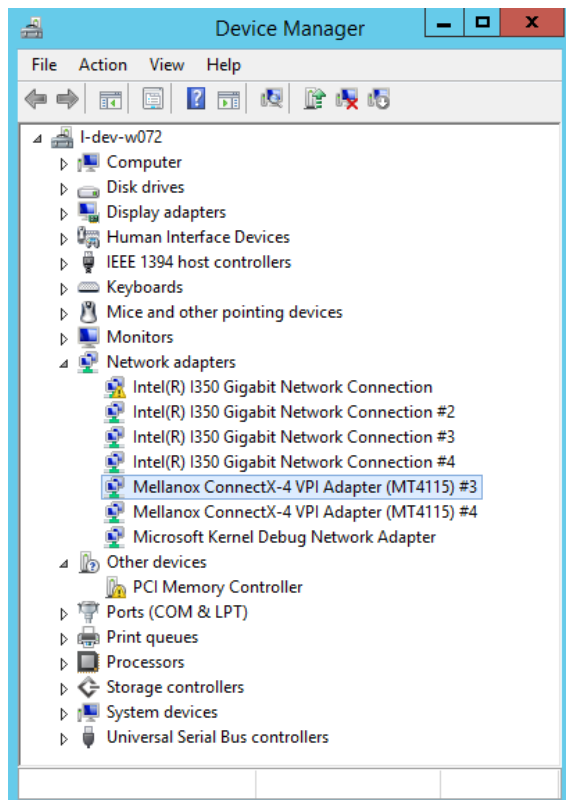 Device Manager
File Action View Help
l-dev-w072
Computer
Disk drives
Display adapters
Human Interface Devices
IEEE 1394 host controllers
Keyboards
Mice and other pointing devices
Monitors
Network adapters
Intel(R) I350 Gigabit Network Connection
Intel(R) I350 Gigabit Network Connection #2
Intel(R) I350 Gigabit Network Connection #3
Intel(R) I350 Gigabit Network Connection #4
Mellanox ConnectX-4 VPI Adapter (MT4115) #3
Mellanox ConnectX-4 VPI Adapter (MT4115) #4
Microsoft Kernel Debug Network Adapter
Other devices
PCI Memory Controller
Ports (COM & LPT)
Print queues
Processors
Storage controllers
System devices
Universal Serial Bus controllers